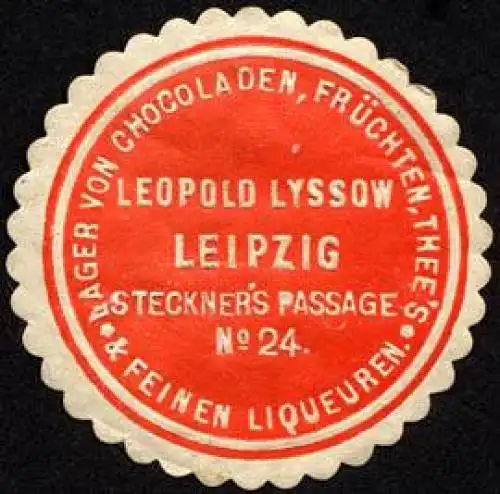 LAGER VON CHOCOLADEN, FRÜCHTEN, THEE'S
& FEINEN LIQUEUREN.
LEOPOLD LYSSOW
LEIPZIG
STECKNER'S PASSAGE
No 24.